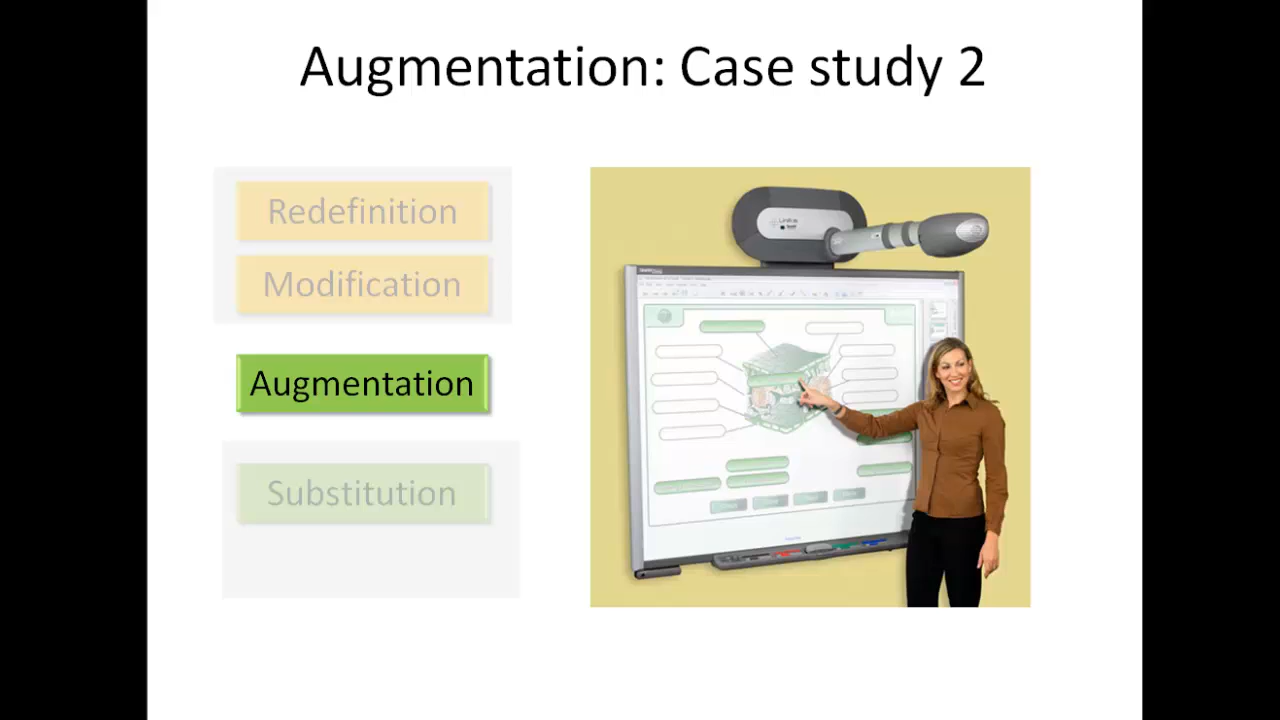 Augmentation: Case study 2
Redefinition
Modification
Augmentation
Substitution